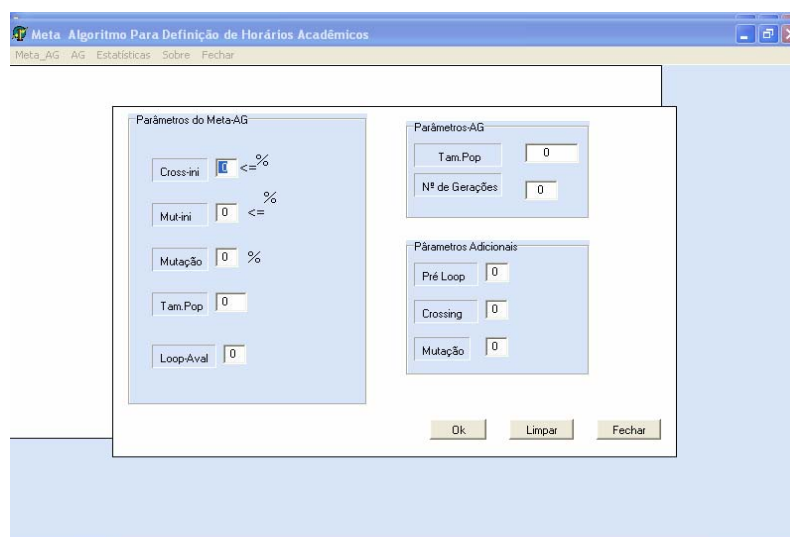 Meta Algoritmo Para Definição de Horários Acadêmicos
Meta_AG AG Estatísticas Sobre Fechar
Parâmetros do Meta-AG
Cross-ini 0 <=%
Mut-ini 0 <= %
Mutação 0 %
Tam.Pop 0
Loop-Aval 0
Parâmetros-AG
Tam.Pop 0
Nª de Gerações 0
Pârametros Adicionais
Pré Loop 0
Crossing 0
Mutação 0
Ok Limpar Fechar